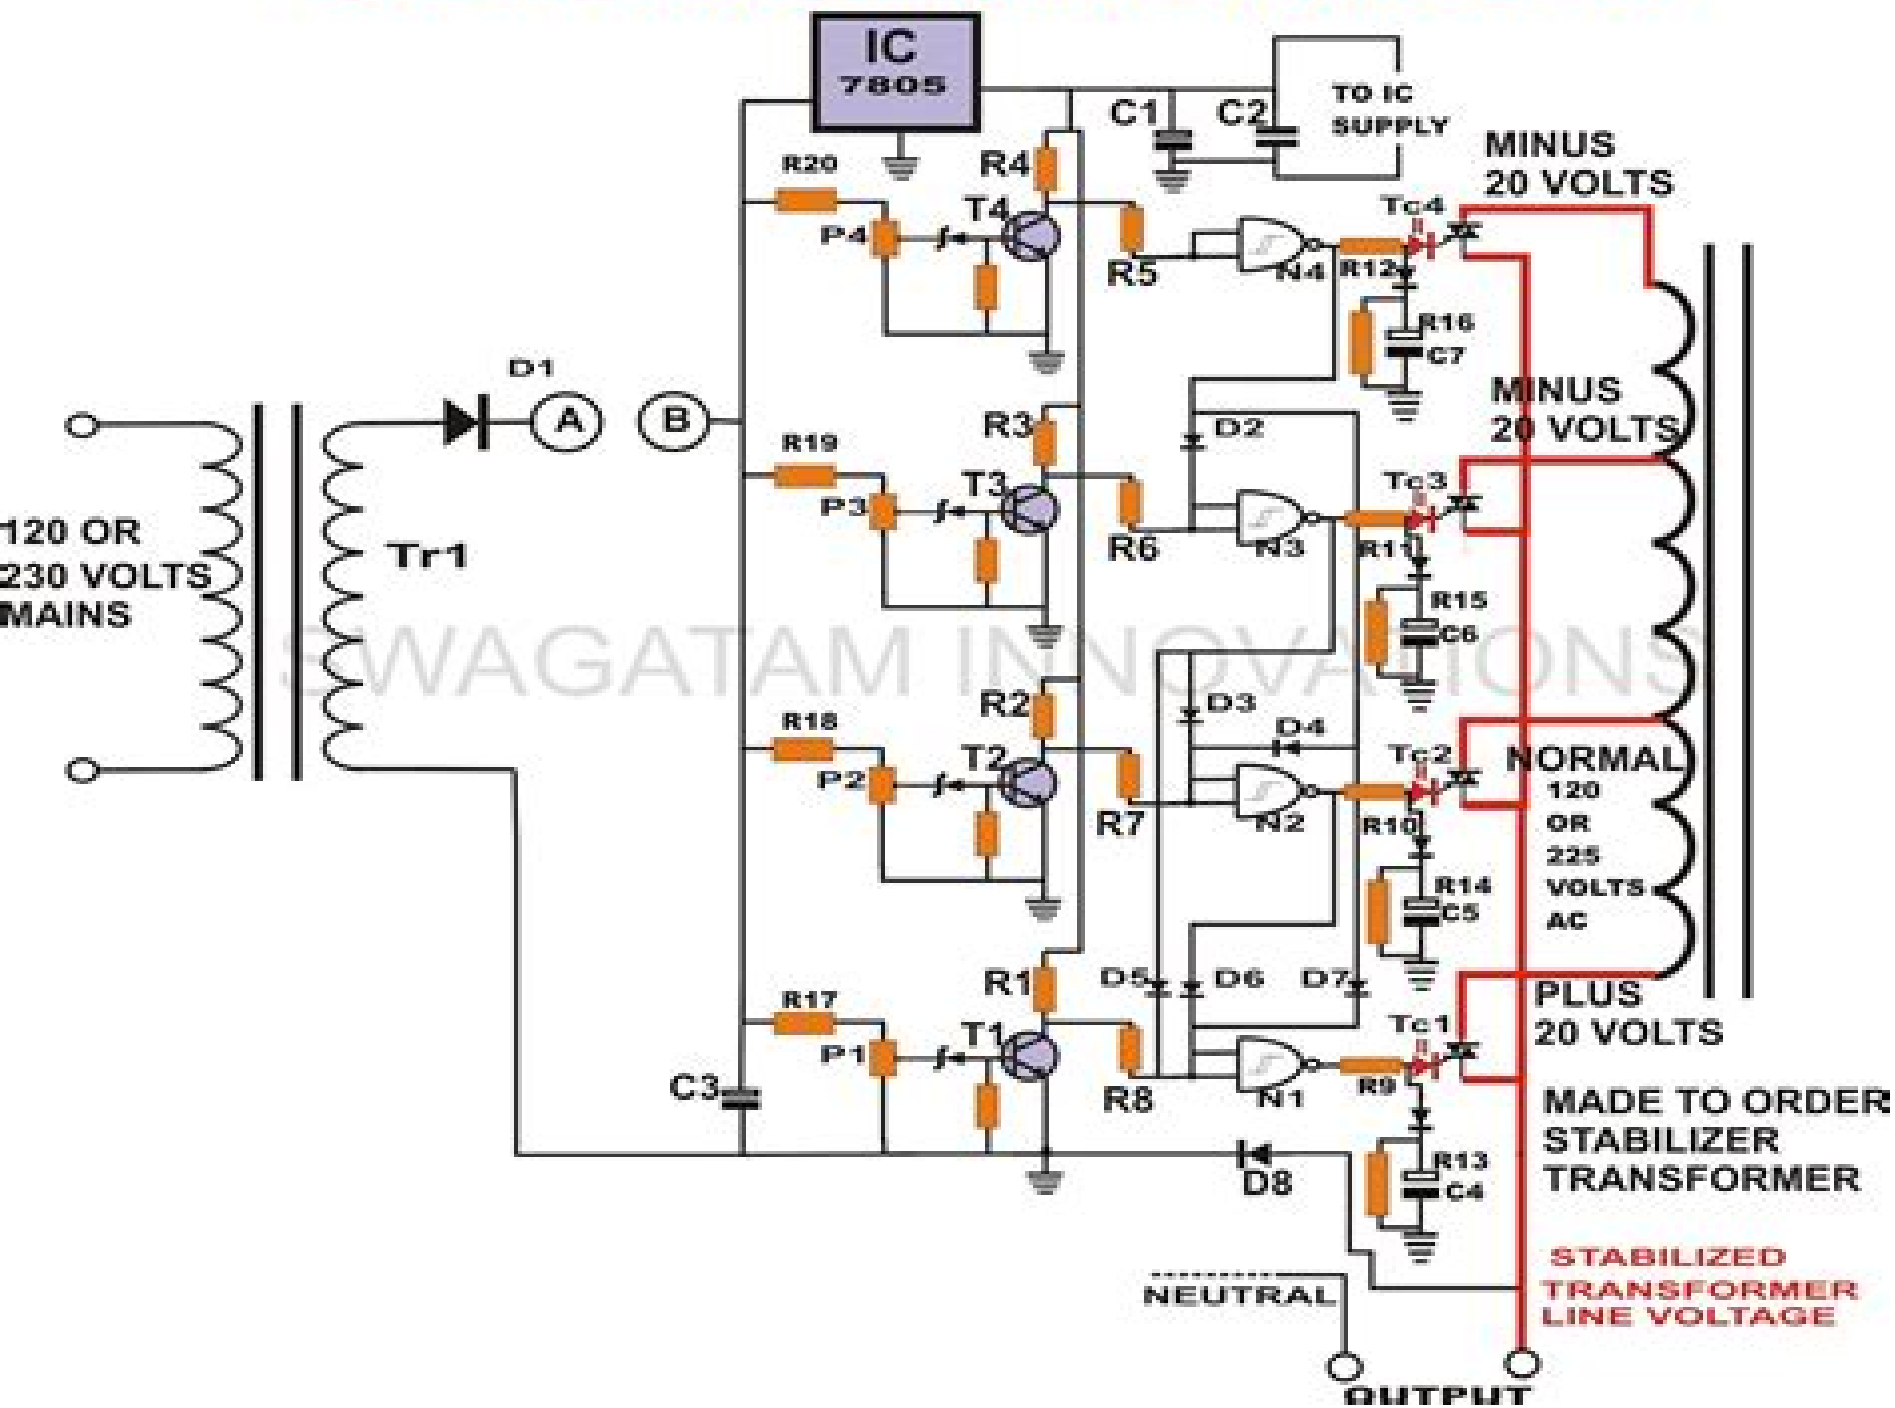 IC
7805
C1
C2
TO IC
SUPPLY
MINUS
20 VOLTS
R20
R4
T4
P4
R5
N4
R12
Tc4
R16
C7
D1
A
B
MINUS
20 VOLTS
R19
R3
T3
P3
R6
D2
N3
R11
Tc3
R15
C6
120 OR
230 VOLTS
MAINS
Tr1
SWAGATAM INNOVATIONS
R18
R2
T2
P2
R7
D3
D4
N2
R10
Tc2
R14
C5
NORMAL
120
OR
225
VOLTS
AC
R17
R1
T1
P1
C3
R8
D5
D6
D7
N1
R9
Tc1
R13
C4
D8
PLUS
20 VOLTS
MADE TO ORDER
STABILIZER
TRANSFORMER
STABILIZED
TRANSFORMER
LINE VOLTAGE
NEUTRAL
OUTPUT